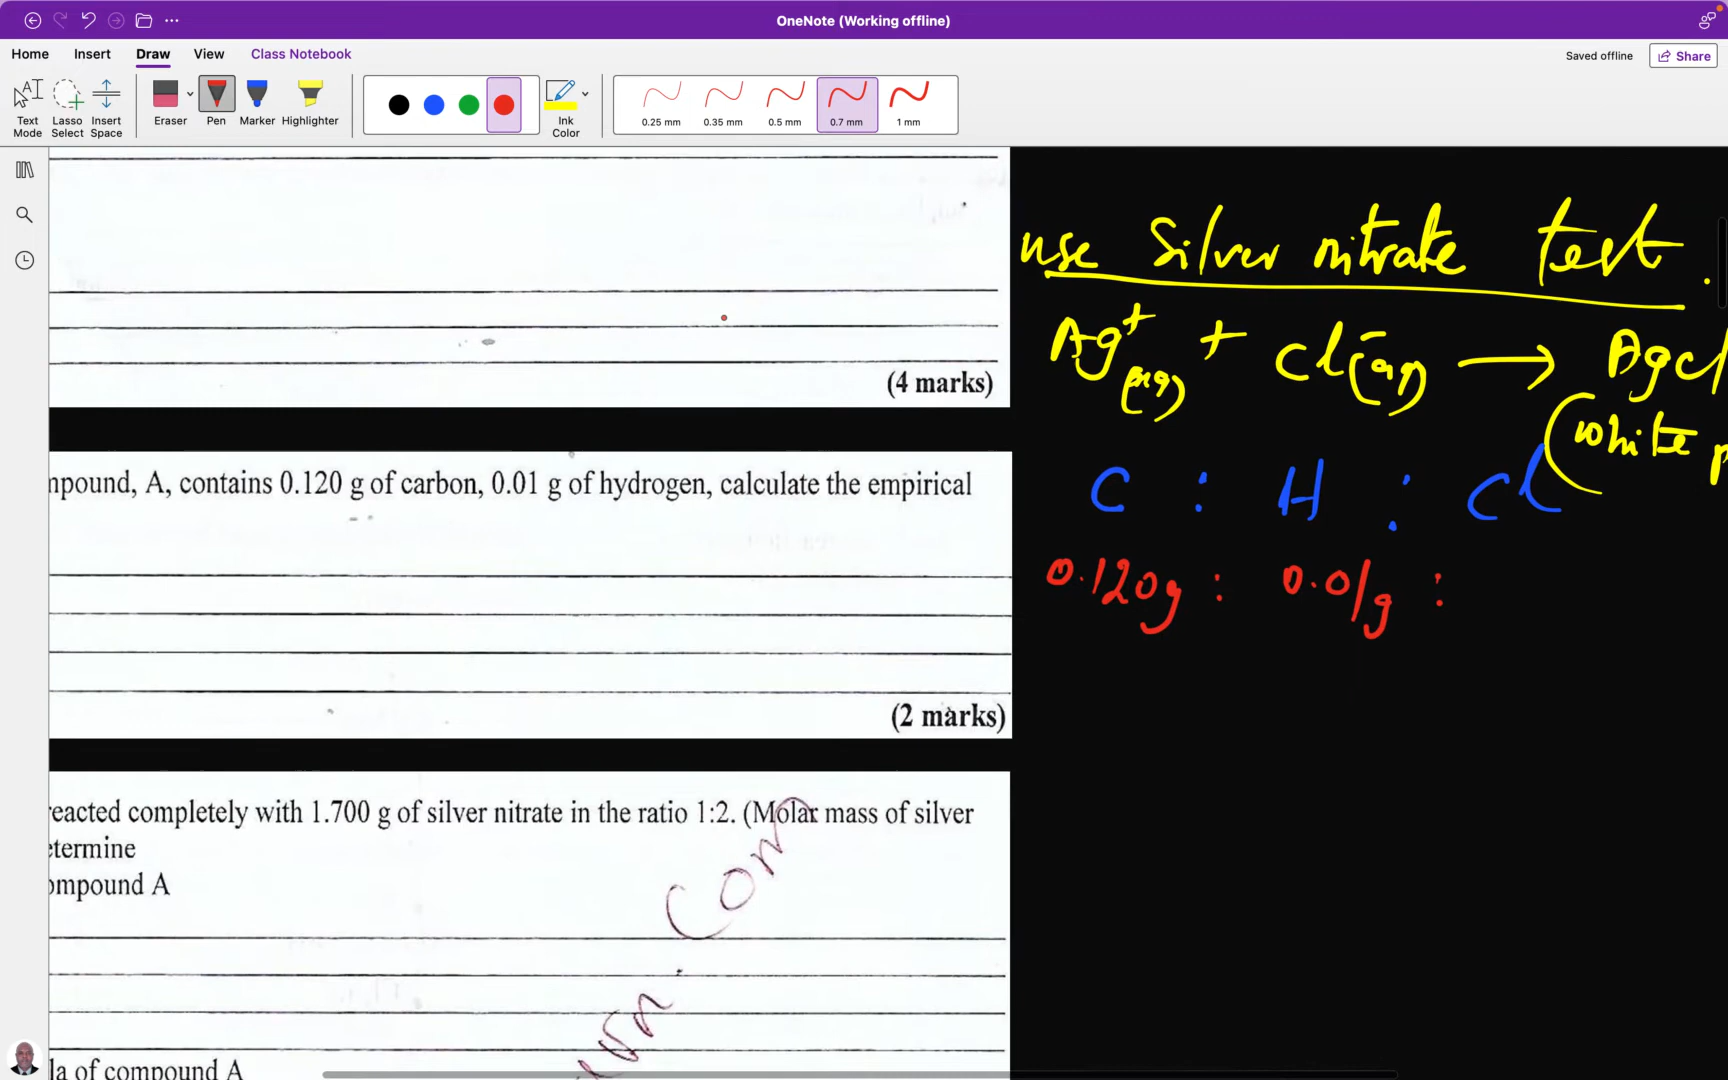 OneNote (Working offline)
Home Insert Draw View Class Notebook
Saved offline Share
Text Mode
Lasso Select
Insert Space
Eraser
Pen
Marker
Highlighter
Ink Color
0.25 mm
0.35 mm
0.5 mm
0.7 mm
1 mm
use silver nitrate test.
Ag+(aq) + Cl-(aq) → AgCl
(white p
C : H : Cl
0.120g : 0.01g :
(4 marks)
mpound, A, contains 0.120 g of carbon, 0.01 g of hydrogen, calculate the empirical
(2 marks)
reacted completely with 1.700 g of silver nitrate in the ratio 1:2. (Molar mass of silver
etermine
ompound A
.com
la of compound A